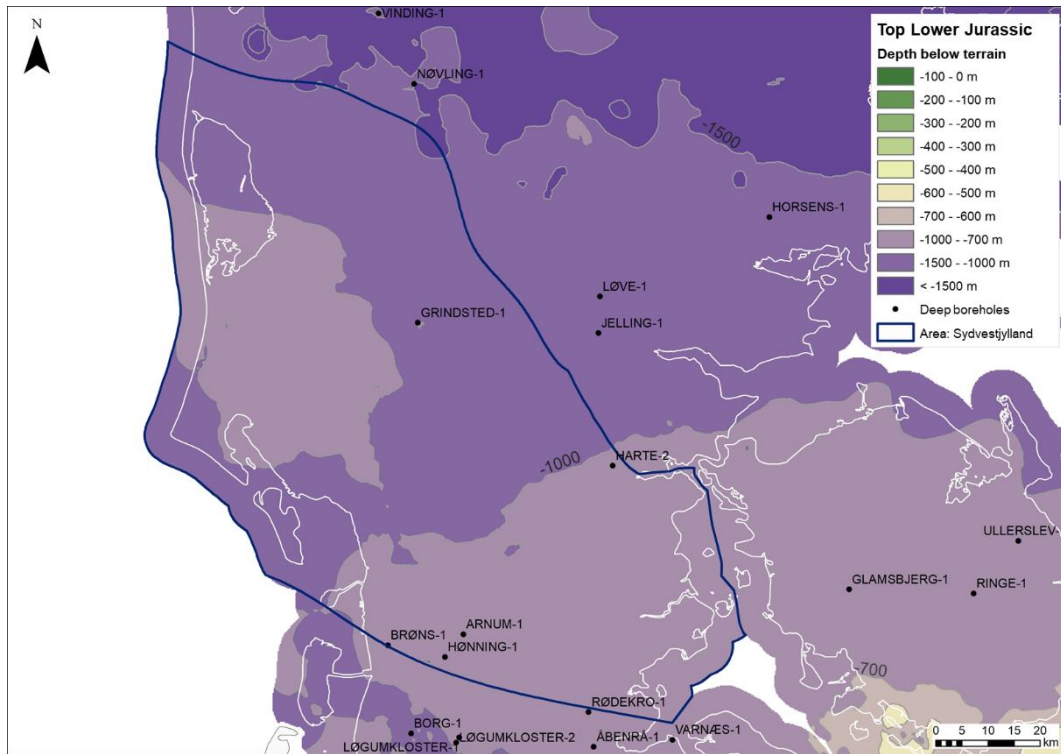 N
VINDING-1
NØVLING-1
-1500
HORSENS-1
LØVE-1
GRINDSTED-1
JELLING-1
-1000
HARTE-2
ULLERSLEV-
GLAMSBJERG-1
RINGE-1
ARNUM-1
BRØNS-1
HØNNING-1
-700
RØDEKRO-1
BORG-1
VARNÆS-1
LØGUMKLOSTER-2
LØGUMKLOSTER-1
ÅBENRÅ-1
Top Lower Jurassic
Depth below terrain
-100 - 0 m
-200 - -100 m
-300 - -200 m
-400 - -300 m
-500 - -400 m
-600 - -500 m
-700 - -600 m
-1000 - -700 m
-1500 - -1000 m
< -1500 m
Deep boreholes
Area: Sydvestjylland
0 5 10 15 20
km